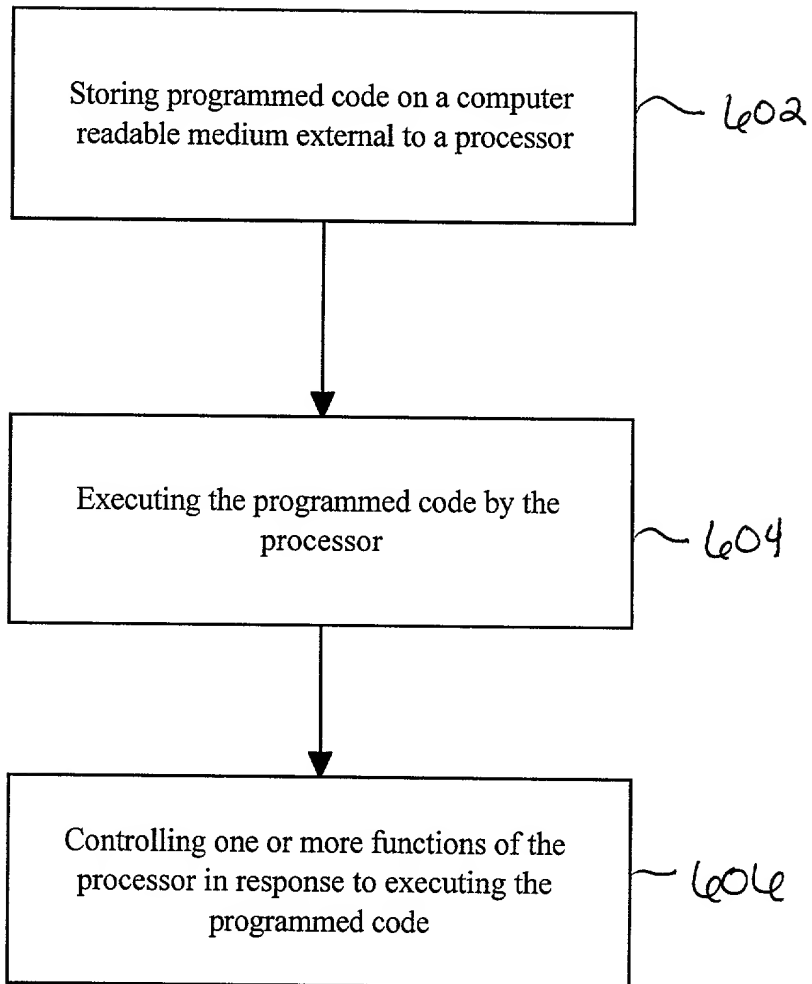 Storing programmed code on a computer
readable medium external to a processor
602
Executing the programmed code by the
processor
604
Controlling one or more functions of the
processor in response to executing the
programmed code
606